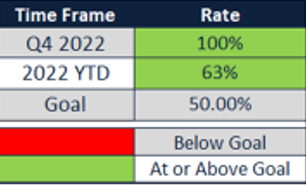 Time Frame Rate
Q4 2022 100%
2022 YTD 63%
Goal 50.00%
Below Goal
At or Above Goal